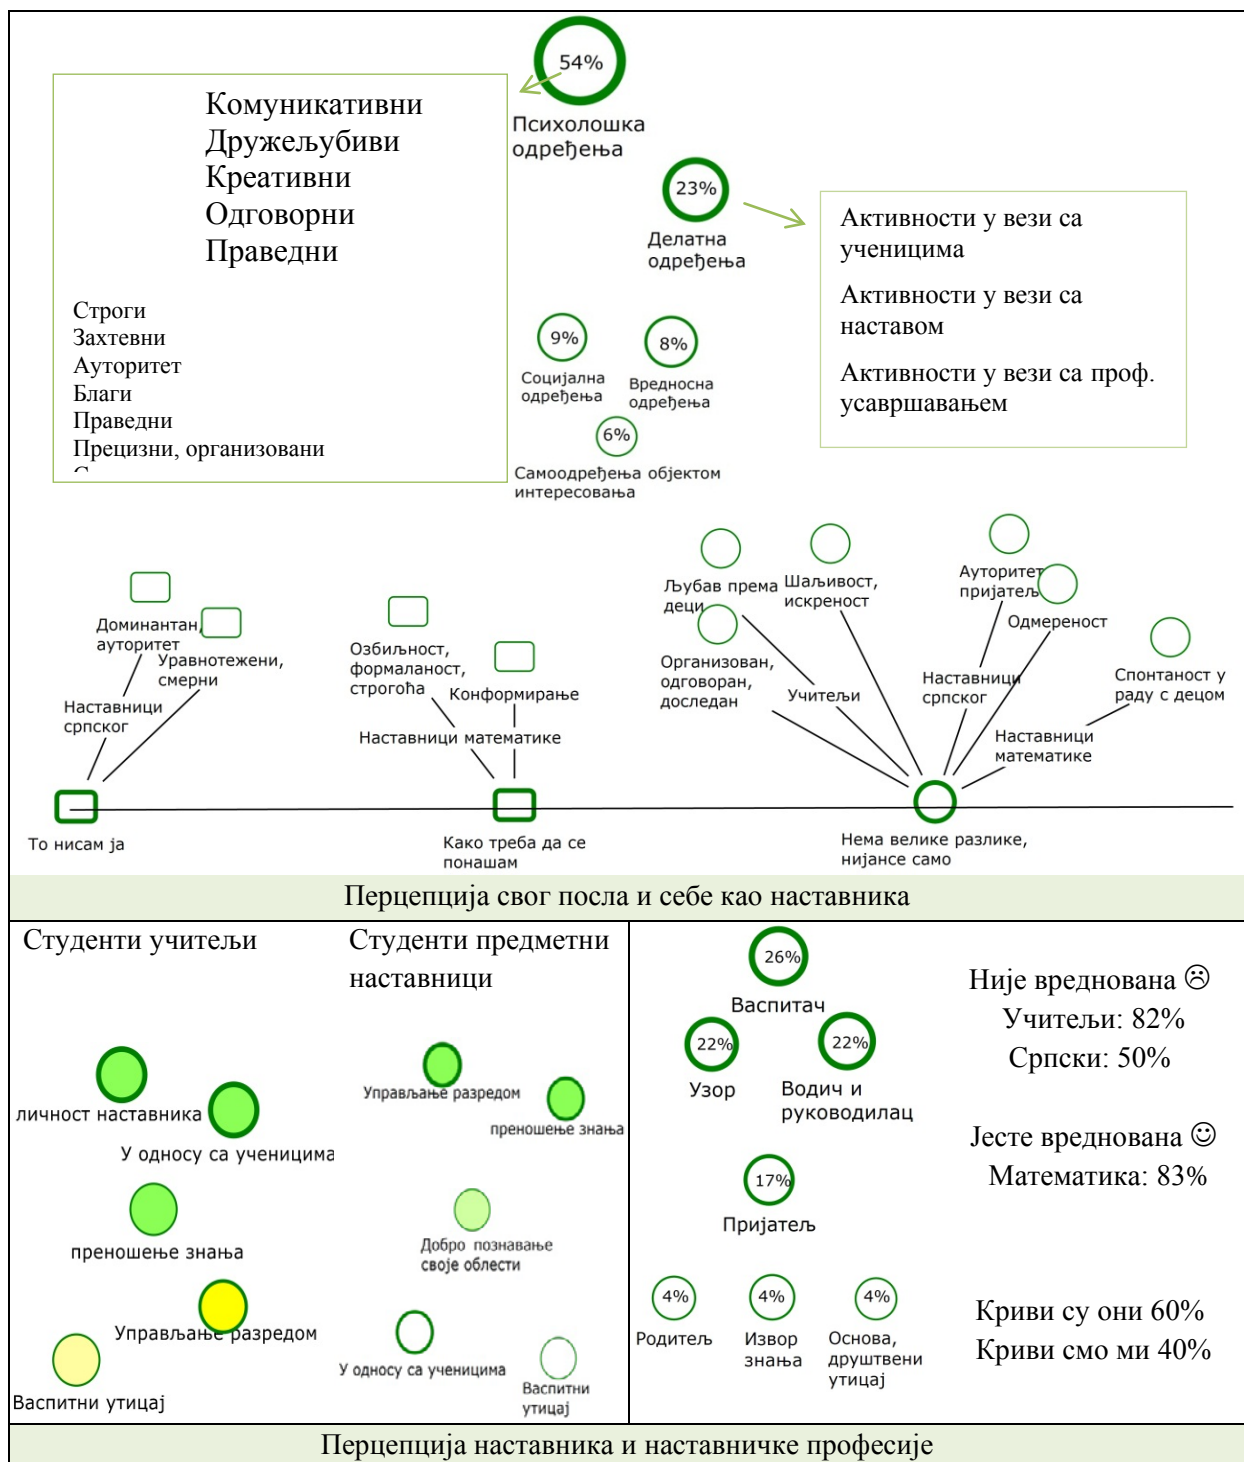 54%
Психолошка
одређења
Комуникативни
Дружељубиви
Креативни
Одговорни
Праведни
Строги
Захтевни
Ауторитет
Благи
Праведни
Прецизни, организовани
23%
Делатна
одређења
Активности у вези са
ученицима
Активности у вези са
наставом
Активности у вези са проф.
усавршавањем
9%
Социјална
одређења
8%
Вредносна
одређења
6%
Самоодређења објектом
интересовања
Доминантан,
ауторитет
Уравнотежени,
смерни
Наставници
српског
То нисам ја
Озбиљност,
формаланост,
строгоћа
Конформирање
Наставници математике
Како треба да се
понашам
Љубав према
деци
Шаљивост,
искреност
Организован,
одговоран,
доследан
Учитељи
Ауторитет
пријатељ
Одмереност
Наставници
српског
Спонтаност у
раду с децом
Наставници
математике
Нема велике разлике,
нијансе само
Перцепција свог посла и себе као наставника
Студенти учитељи
личност наставника
У односу са ученицима
преношење знања
Управљање разредом
Васпитни утицај
Студенти предметни
наставници
Управљање разредом
преношење знања
Добро познавање
своје облести
У односу са ученицима
Васпитни
утицај
26%
Васпитач
22%
Узор
22%
Водич и
руководилац
17%
Пријатељ
4%
Родитељ
4%
Извор
знања
4%
Основа,
друштвени
утицај
Није вреднована ☹
Учитељи: 82%
Српски: 50%
Јесте вреднована ☺
Математика: 83%
Криви су они 60%
Криви смо ми 40%
Перцепција наставника и наставничке професије